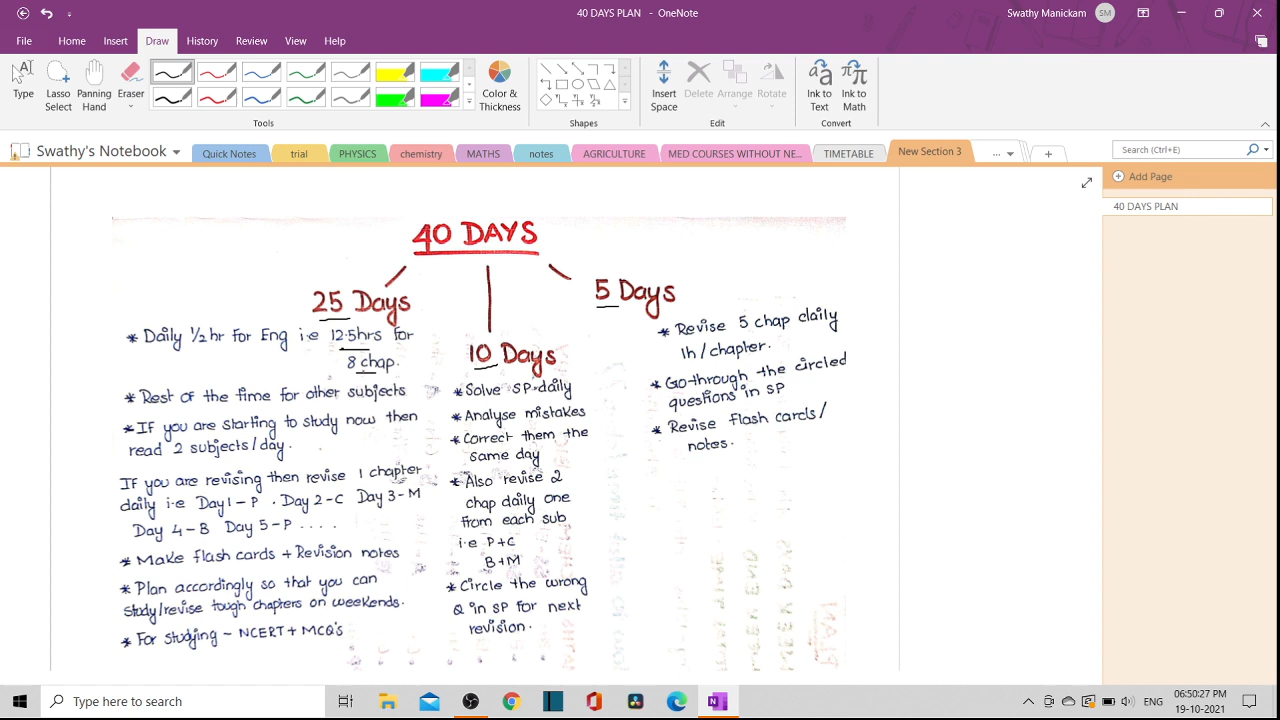 40 DAYS PLAN - OneNote
Swathy Manickam
SM
File
Home
Insert
Draw
History
Review
View
Help
Type
Lasso
Select
Panning
Hand
Eraser
Color &
Thickness
Insert
Space
Delete
Arrange
Rotate
Ink to
Text
Ink to
Math
Tools
Shapes
Edit
Convert
Swathy's Notebook
Quick Notes
trial
PHYSICS
chemistry
MATHS
notes
AGRICULTURE
MED COURSES WITHOUT NE...
TIMETABLE
New Section 3
...
+
Search (Ctrl+E)
Add Page
40 DAYS PLAN
40 DAYS
25 Days
* Daily 1/2 hr for Eng i.e 12.5hrs for
8 chap.
* Rest of the time for other subjects
* If you are starting to study now then
read 2 subjects/day.
If you are revising then revise 1 chapter
daily i.e Day 1 - P . Day 2 - C Day 3 - M
Day 4 - B Day 5 - P . . . .
* Make flash cards + Revision notes
* Plan accordingly so that you can
study/revise tough chapters on weekends.
* For studying ~ NCERT + MCQ's
10 Days
* Solve SP daily
* Analyse mistakes
* Correct them the
same day
* Also revise 2
chap daily one
from each sub
i.e P+C
B+M
* Circle the wrong
Q in SP for next
revision.
5 Days
* Revise 5 chap daily
1h/chapter.
* Go through the circled
questions in SP
* Revise flash cards/
notes.
Type here to search
ENG
06:50:27 PM
19-10-2021